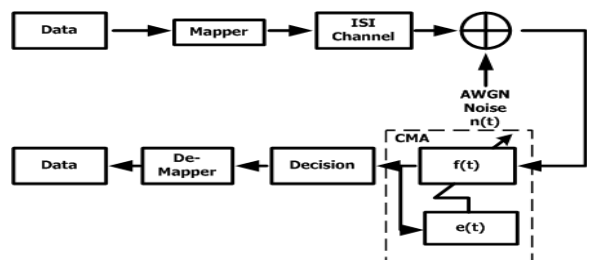 Data
Mapper
ISI
Channel
AWGN
Noise
n(t)
CMA
Data
De-
Mapper
Decision
f(t)
e(t)